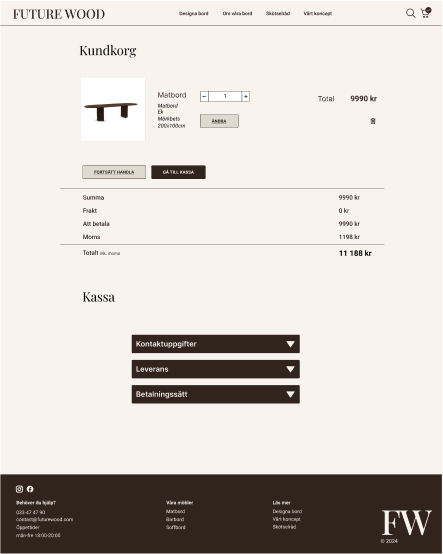 FUTURE WOOD
Designa bord Om våra bord Skötselråd Vårt koncept
Kundkorg
Matbord
Matbord
Ek
Mörkbets
200x100cm
− 1 +
ÄNDRA
Total 9990 kr
FORTSÄTT HANDLA GÅ TILL KASSA
Summa 9990 kr
Frakt 0 kr
Att betala 9990 kr
Moms 1198 kr
Totalt ink. moms 11 188 kr
Kassa
Kontaktuppgifter
Leverans
Betalningssätt
Behöver du hjälp?
033-47 47 90
contact@futurewood.com
Öppettider
mån-fre 18:00-20:00
Våra möbler
Matbord
Barbord
Soffbord
Läs mer
Designa bord
Vårt koncept
Skötselråd
FW
© 2024